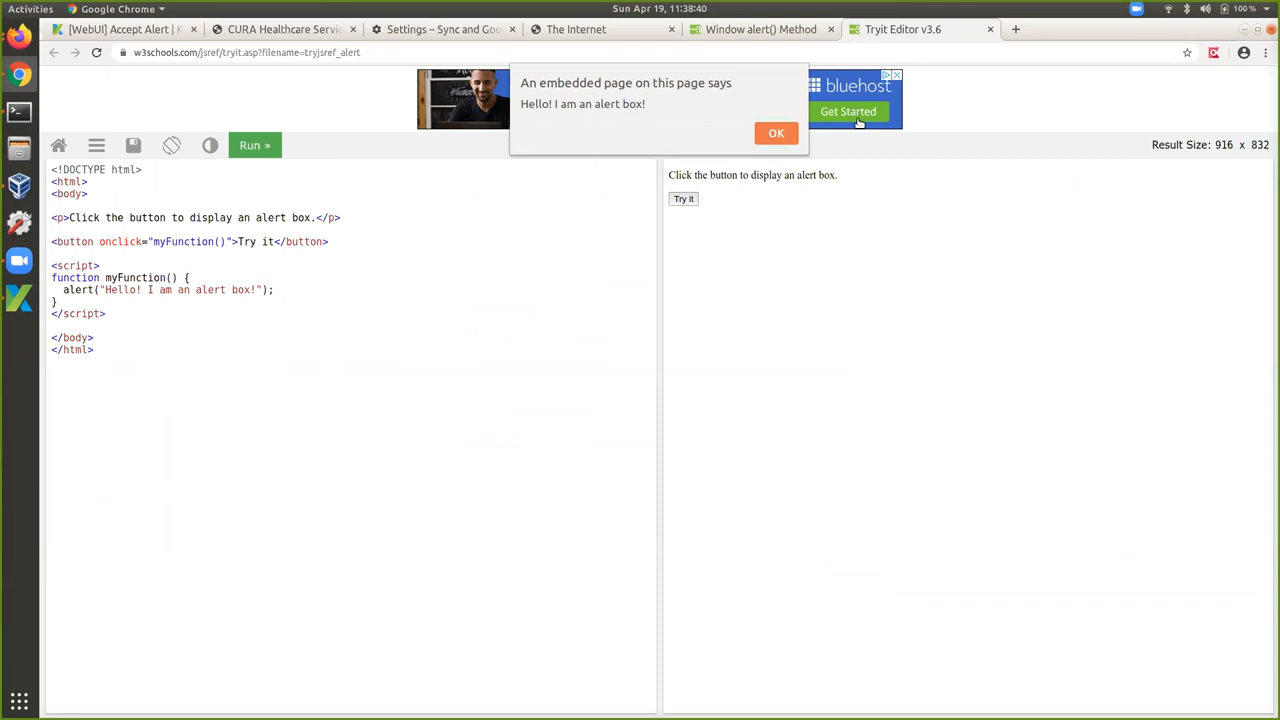 Activities
Google Chrome
Sun Apr 19, 11:38:40
100 %
[WebUI] Accept Alert | K
CURA Healthcare Servic
Settings – Sync and Goo
The Internet
Window alert() Method
Tryit Editor v3.6
w3schools.com/jsref/tryit.asp?filename=tryjsref_alert
An embedded page on this page says
Hello! I am an alert box!
OK
bluehost
Get Started
Run »
Result Size: 916 x 832
<!DOCTYPE html>
<html>
<body>
<p>Click the button to display an alert box.</p>
<button onclick="myFunction()">Try it</button>
<script>
function myFunction() {
alert("Hello! I am an alert box!");
}
</script>
</body>
</html>
Click the button to display an alert box.
Try it